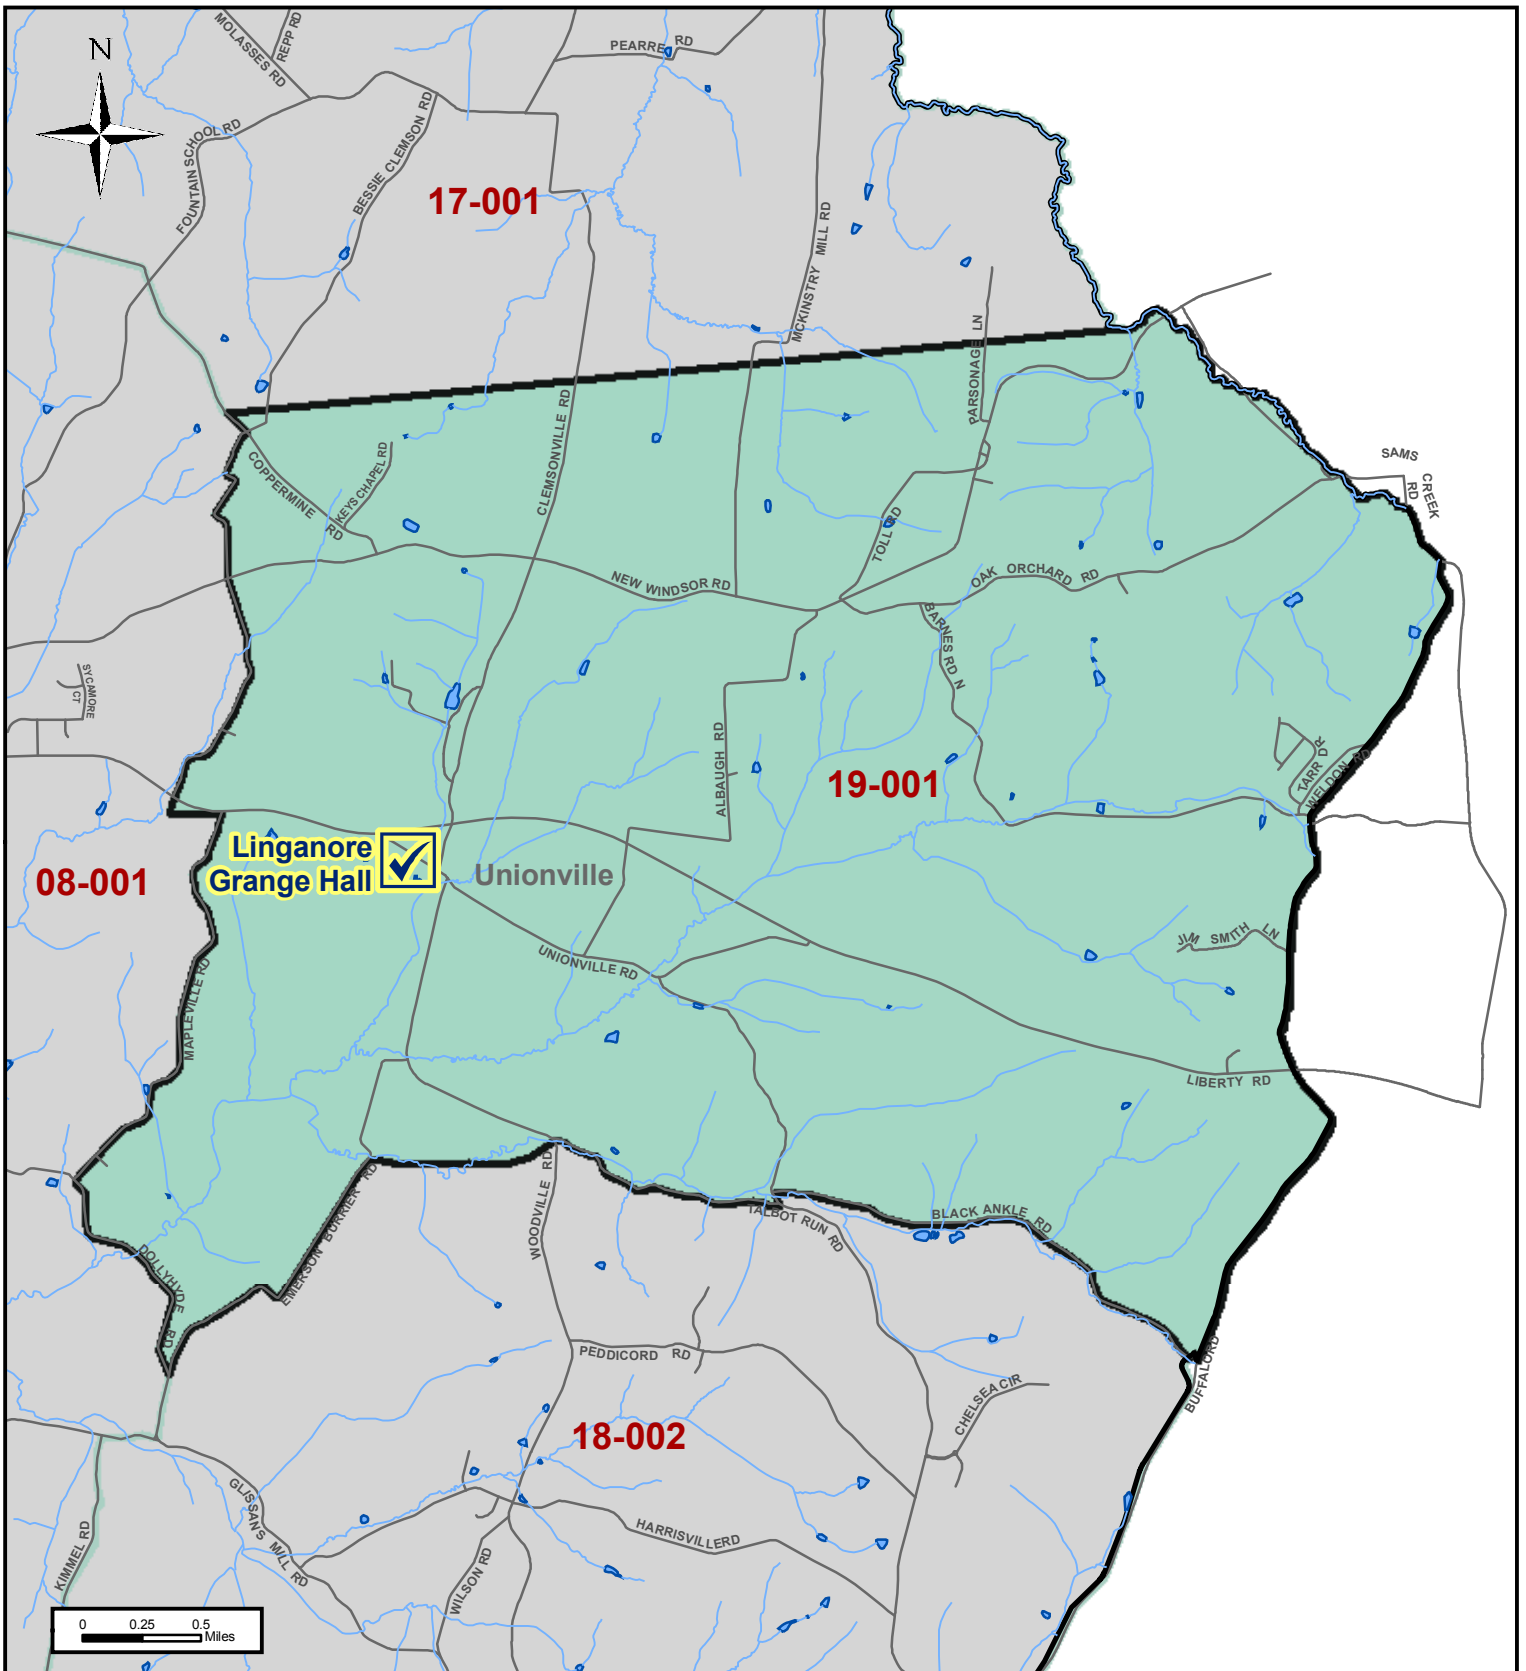 N
MOLASSES RD
REPP RD
PEARRE RD
FOUNTAIN SCHOOL RD
BESSIE CLEMSON RD
17-001
MCKINSTRY MILL RD
PARSONAGE LN
CLEMSONVILLE RD
COPPERMINE RD
KEYS CHAPEL RD
SAMS CREEK RD
TOLL RD
NEW WINDSOR RD
OAK ORCHARD RD
BARNES RD N
SYCAMORE CT
ALBAUGH RD
TARR DR
WELDON RD
19-001
Linganore
Grange Hall
Unionville
08-001
JIM SMITH LN
UNIONVILLE RD
MAPLEVILLE RD
LIBERTY RD
WOODVILLE RD
EMERSON BURRIER RD
TALBOT RUN RD
BLACK ANKLE RD
DOLLYHYDE RD
PEDDICORD RD
BUFFALO RD
CHELSEA CIR
18-002
GLISSANS MILL RD
HARRISVILLE RD
KIMMEL RD
WILSON RD
0 0.25 0.5
Miles